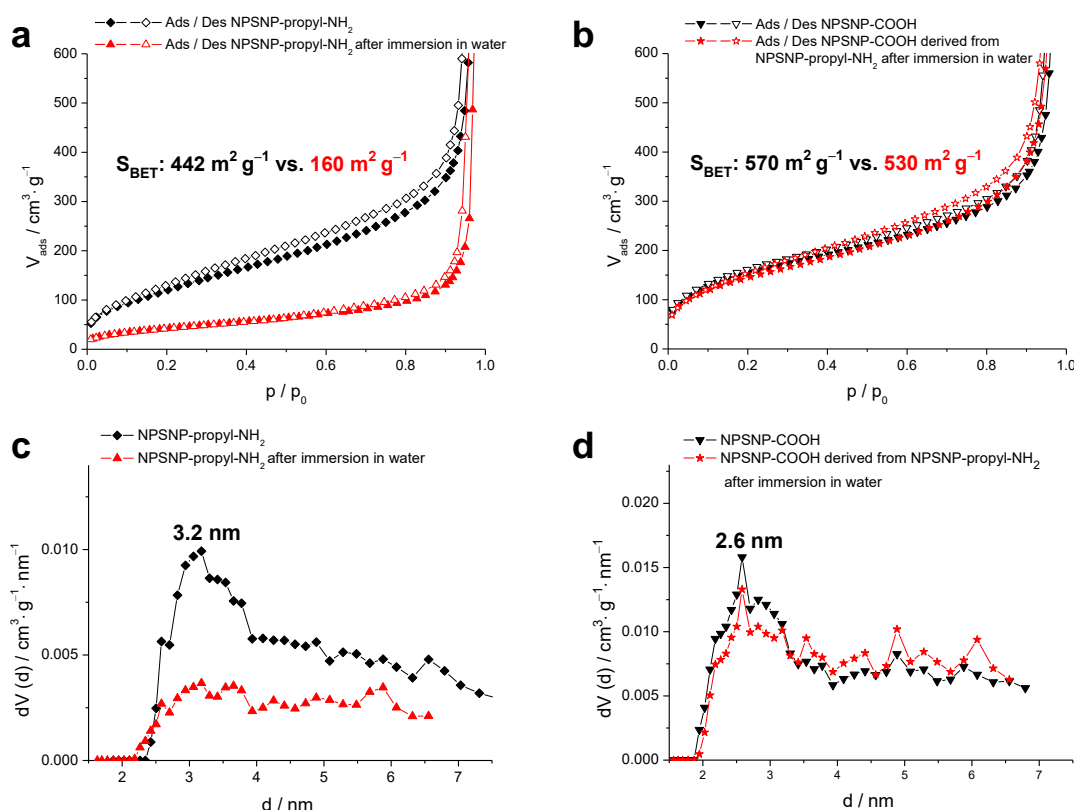 a
Ads / Des NPSNP-propyl-NH₂
Ads / Des NPSNP-propyl-NH₂ after immersion in water
600
500
400
300
200
100
0
V_ads / cm³· g⁻¹
S_BET: 442 m² g⁻¹ vs. 160 m² g⁻¹
0.0 0.2 0.4 0.6 0.8 1.0
p / p₀
b
Ads / Des NPSNP-COOH
Ads / Des NPSNP-COOH derived from
NPSNP-propyl-NH₂ after immersion in water
600
500
400
300
200
100
0
V_ads / cm³· g⁻¹
S_BET: 570 m² g⁻¹ vs. 530 m² g⁻¹
0.0 0.2 0.4 0.6 0.8 1.0
p / p₀
c
NPSNP-propyl-NH₂
NPSNP-propyl-NH₂ after immersion in water
0.010
0.005
0.000
dV (d) / cm³· g⁻¹· nm⁻¹
3.2 nm
2 3 4 5 6 7
d / nm
d
NPSNP-COOH
NPSNP-COOH derived from NPSNP-propyl-NH₂
after immersion in water
0.020
0.015
0.010
0.005
0.000
dV (d) / cm³· g⁻¹· nm⁻¹
2.6 nm
2 3 4 5 6 7
d / nm